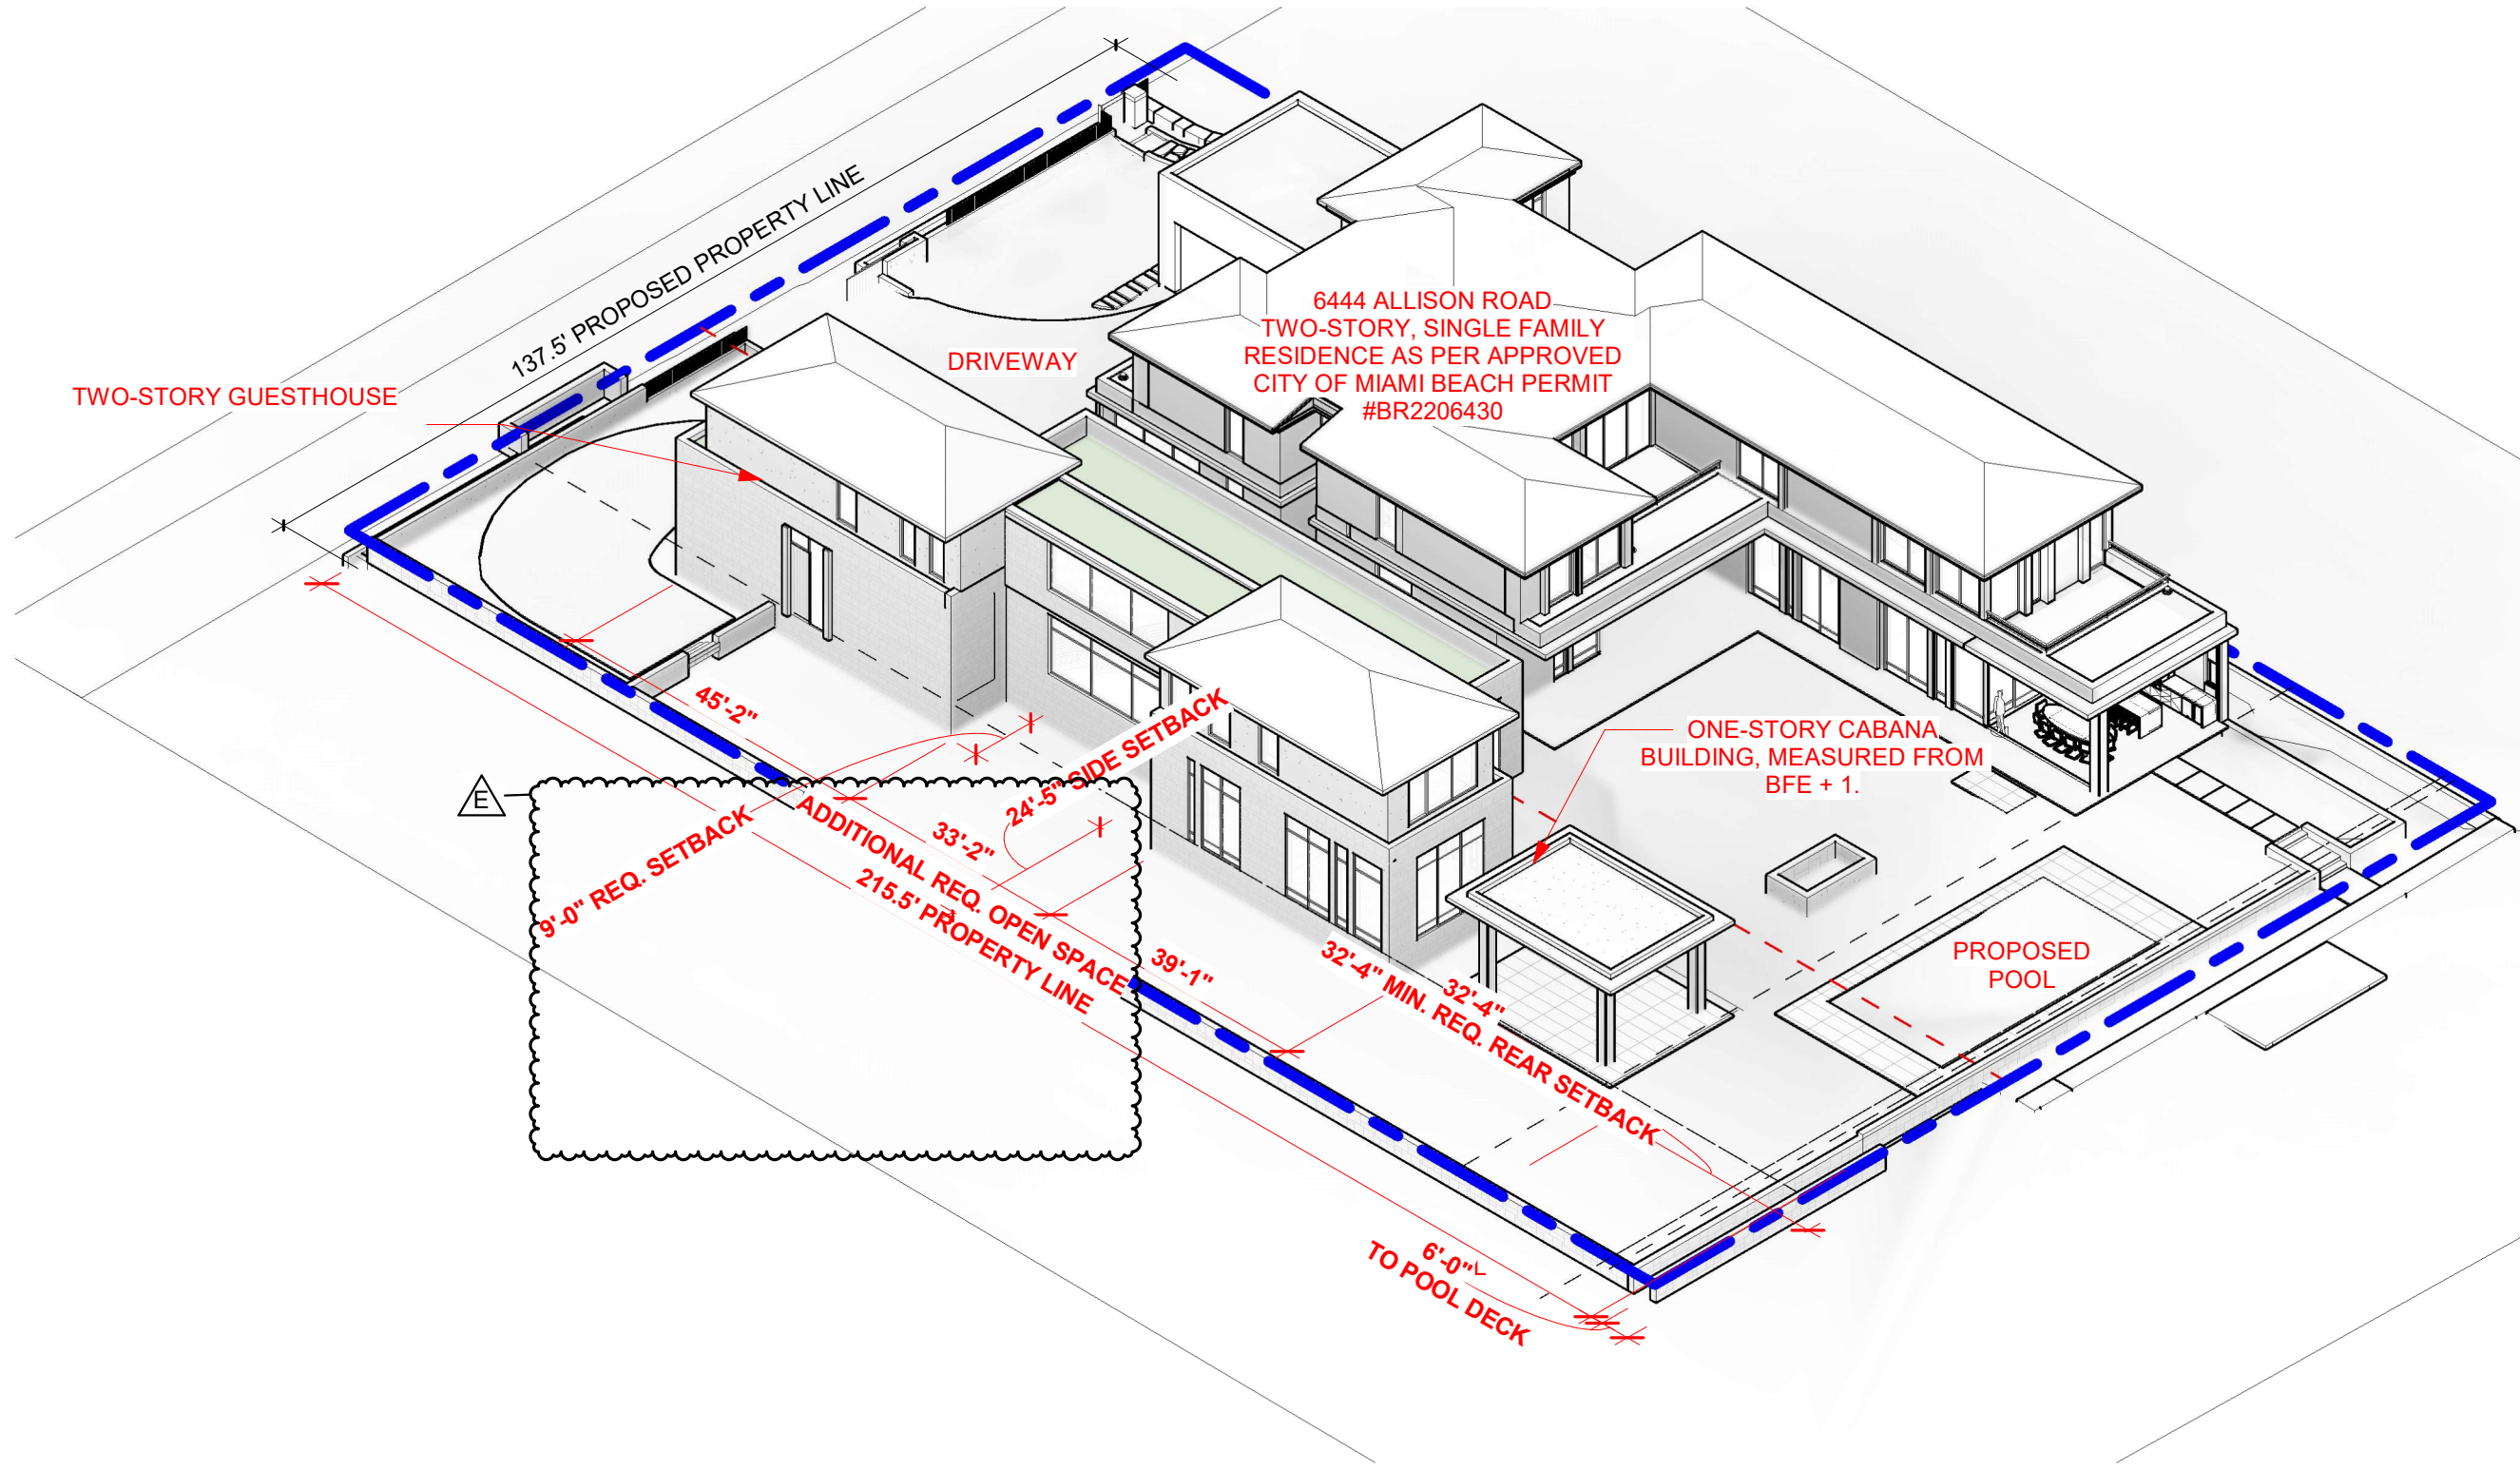 137.5' PROPOSED PROPERTY LINE
TWO-STORY GUESTHOUSE
DRIVEWAY
6444 ALLISON ROAD
TWO-STORY, SINGLE FAMILY
RESIDENCE AS PER APPROVED
CITY OF MIAMI BEACH PERMIT
#BR2206430
45'-2"
24'-5" SIDE SETBACK
ONE-STORY CABANA
BUILDING, MEASURED FROM
BFE + 1.
E
9'-0" REQ. SETBACK
33'-2"
ADDITIONAL REQ. OPEN SPACE
215.5' PROPERTY LINE
39'-1"
32'-4"
32'-4" MIN. REQ. REAR SETBACK
PROPOSED
POOL
6'-0"
TO POOL DECK